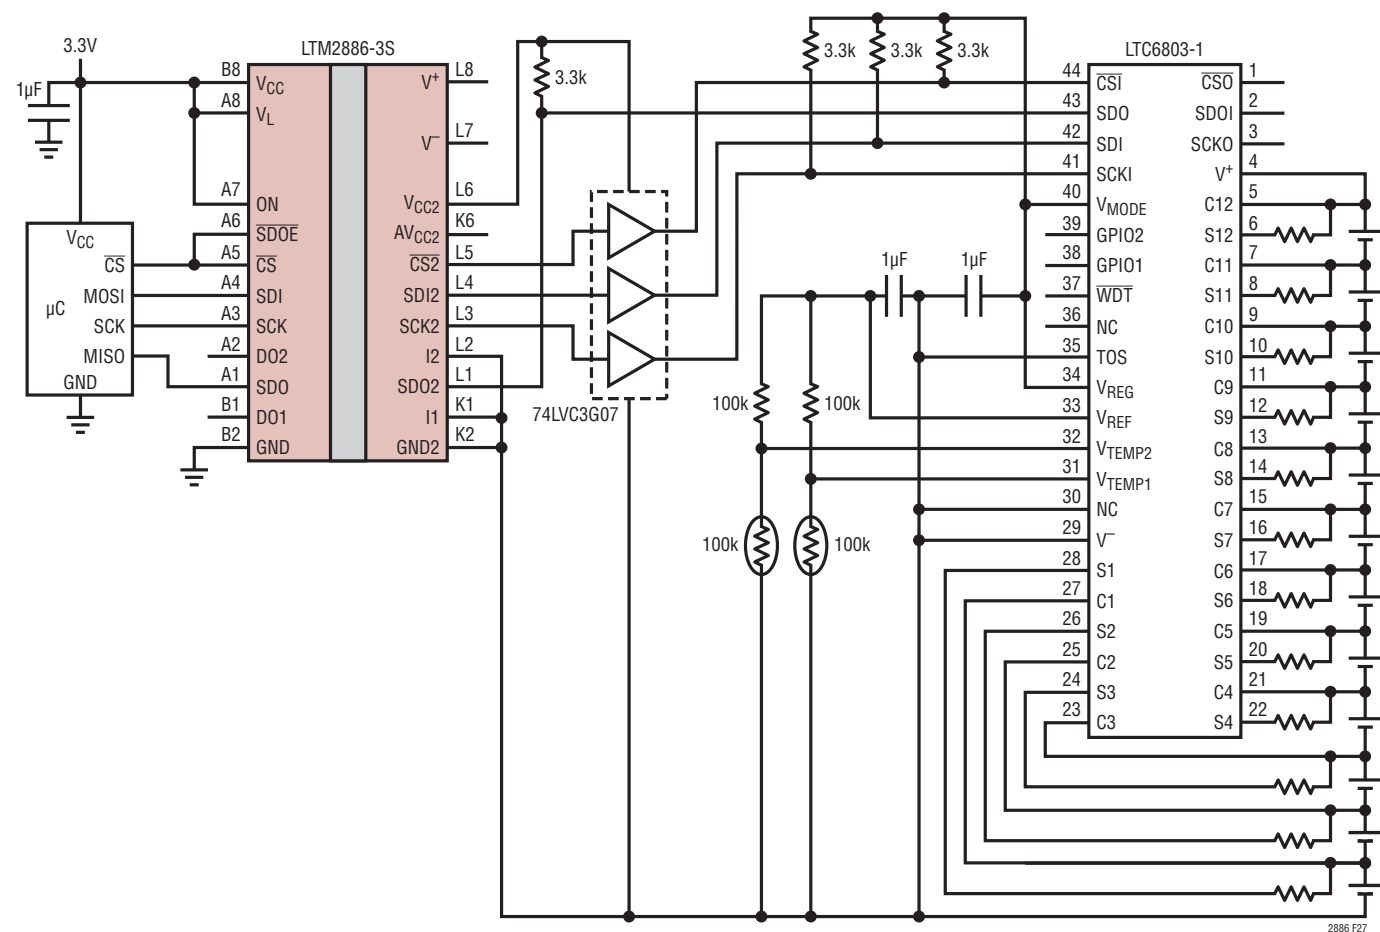 3.3V
1µF
LTM2886-3S
B8 VCC
A8 VL
A7 ON
A6 SDOE
A5 CS
A4 SDI
A3 SCK
A2 DO2
A1 SDO
B1 DO1
B2 GND
V+ L8
V– L7
VCC2 L6
AVCC2 K6
CS2 L5
SDI2 L4
SCK2 L3
I2 L2
SDO2 L1
I1 K1
GND2 K2
VCC
CS
MOSI
µC
SCK
MISO
GND
3.3k
74LVC3G07
3.3k
3.3k
3.3k
1µF
1µF
100k
100k
100k
100k
LTC6803-1
44 CSI
43 SDO
42 SDI
41 SCKI
40 VMODE
39 GPIO2
38 GPIO1
37 WDT
36 NC
35 TOS
34 VREG
33 VREF
32 VTEMP2
31 VTEMP1
30 NC
29 V–
28 S1
27 C1
26 S2
25 C2
24 S3
23 C3
CSO 1
SDOI 2
SCKO 3
V+ 4
C12 5
S12 6
C11 7
S11 8
C10 9
S10 10
C9 11
S9 12
C8 13
S8 14
C7 15
S7 16
C6 17
S6 18
C5 19
S5 20
C4 21
S4 22
2886 F27